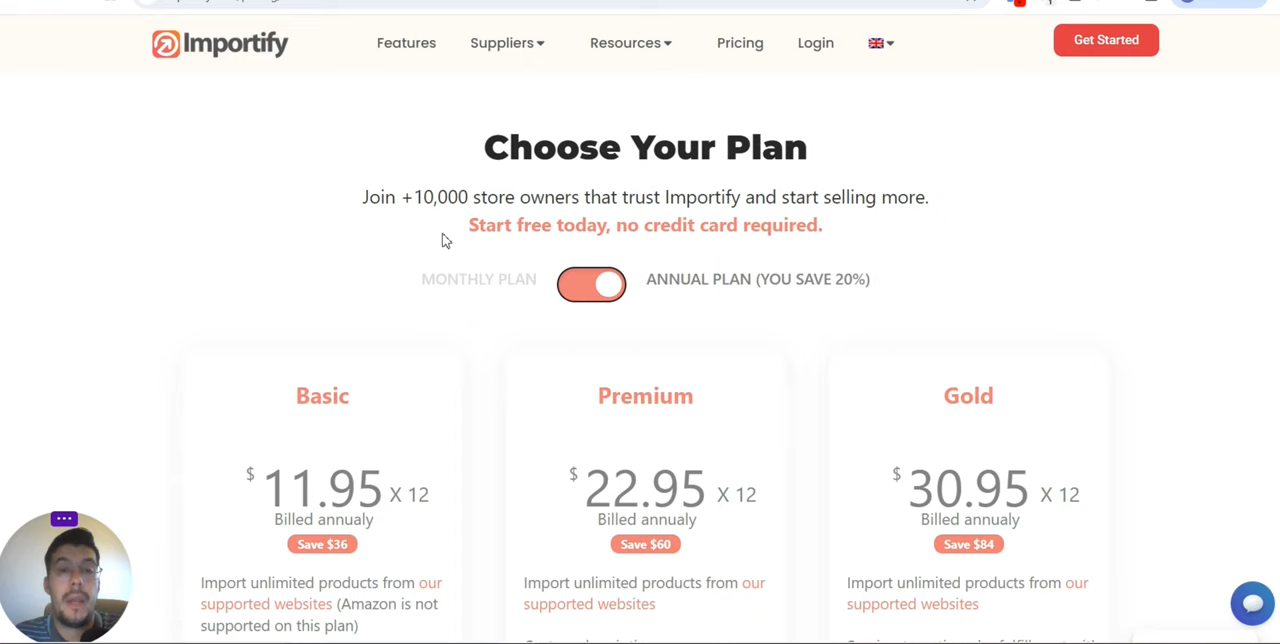 Importify
Features
Suppliers
Resources
Pricing
Login
Get Started
Choose Your Plan
Join +10,000 store owners that trust Importify and start selling more.
Start free today, no credit card required.
MONTHLY PLAN
ANNUAL PLAN (YOU SAVE 20%)
Basic
$ 11.95 X 12
Billed annualy
Save $36
Import unlimited products from our
supported websites (Amazon is not
supported on this plan)
Premium
$ 22.95 X 12
Billed annualy
Save $60
Import unlimited products from our
supported websites
Gold
$ 30.95 X 12
Billed annualy
Save $84
Import unlimited products from our
supported websites